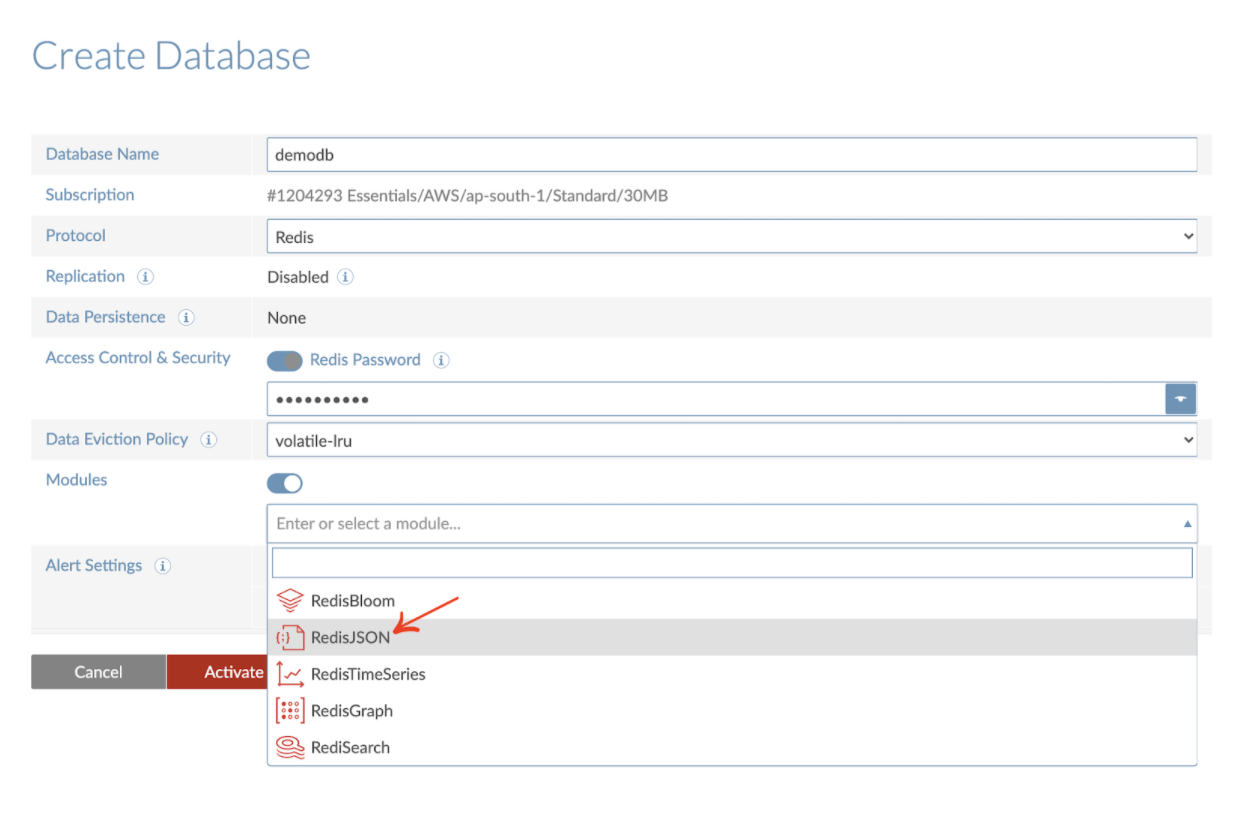 Create Database
Database Name demodb
Subscription #1204293 Essentials/AWS/ap-south-1/Standard/30MB
Protocol Redis
Replication Disabled
Data Persistence None
Access Control & Security Redis Password
••••••••••
Data Eviction Policy volatile-lru
Modules
Enter or select a module...
Alert Settings
RedisBloom
RedisJSON
Cancel Activate RedisTimeSeries
RedisGraph
RediSearch